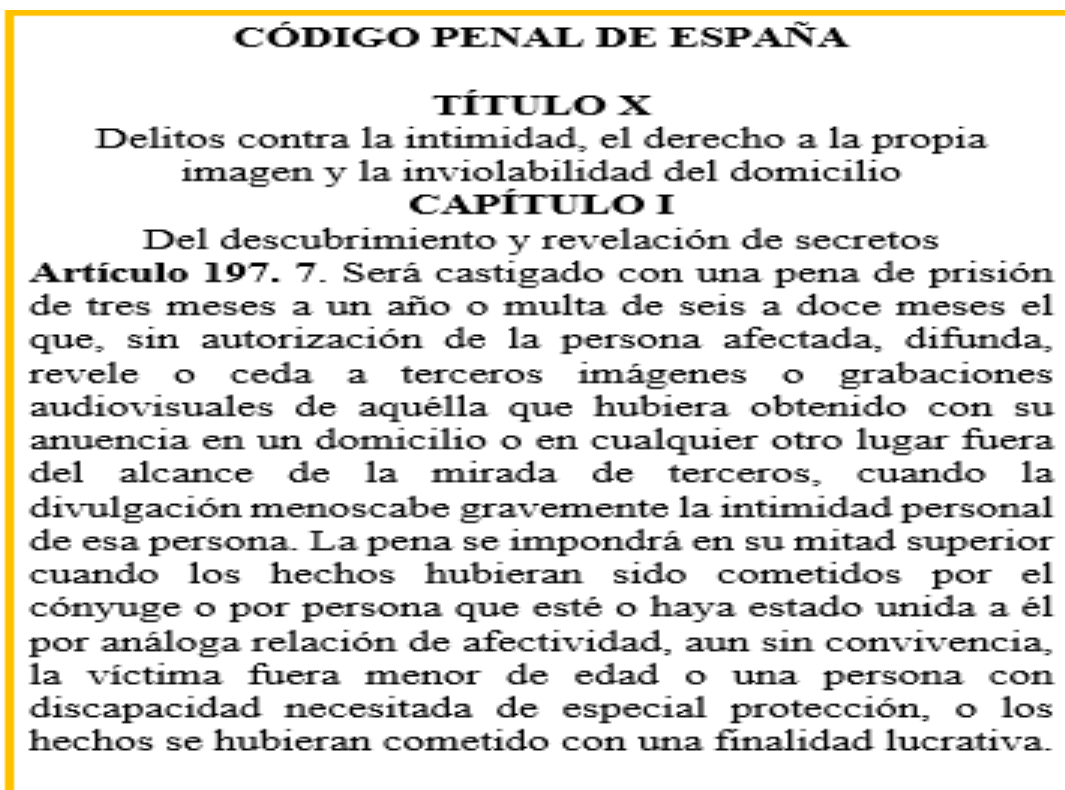 CÓDIGO PENAL DE ESPAÑA
TÍTULO X
Delitos contra la intimidad, el derecho a la propia
imagen y la inviolabilidad del domicilio
CAPÍTULO I
Del descubrimiento y revelación de secretos
Artículo 197. 7. Será castigado con una pena de prisión
de tres meses a un año o multa de seis a doce meses el
que, sin autorización de la persona afectada, difunda,
revele o ceda a terceros imágenes o grabaciones
audiovisuales de aquélla que hubiera obtenido con su
anuencia en un domicilio o en cualquier otro lugar fuera
del alcance de la mirada de terceros, cuando la
divulgación menoscabe gravemente la intimidad personal
de esa persona. La pena se impondrá en su mitad superior
cuando los hechos hubieran sido cometidos por el
cónyuge o por persona que esté o haya estado unida a él
por análoga relación de afectividad, aun sin convivencia,
la víctima fuera menor de edad o una persona con
discapacidad necesitada de especial protección, o los
hechos se hubieran cometido con una finalidad lucrativa.